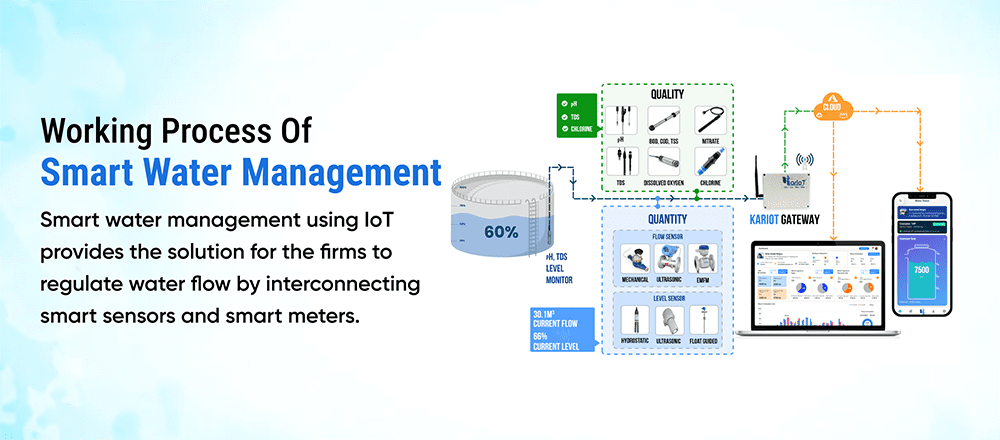 Working Process Of
Smart Water Management
Smart water management using IoT
provides the solution for the firms to
regulate water flow by interconnecting
smart sensors and smart meters.
60%
pH, TDS
LEVEL
MONITOR
pH
TDS
CHLORINE
QUALITY
pH
BOD, COD, TSS
NITRATE
TDS
DISSOLVED OXYGEN
CHLORINE
QUANTITY
FLOW SENSOR
MECHANICAL
ULTRASONIC
EMFM
LEVEL SENSOR
HYDROSTATIC
ULTRASONIC
FLOAT GUIDED
30.1M³
CURRENT FLOW
66%
CURRENT LEVEL
KarIoT
KARIOT GATEWAY
CLOUD
7500